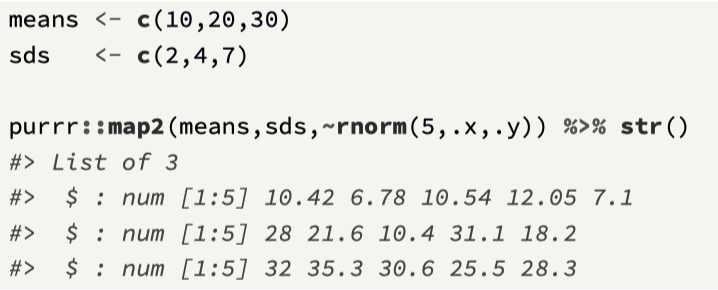 means <- c(10,20,30)
sds   <- c(2,4,7)

purrr::map2(means,sds,~rnorm(5,.x,.y)) %>% str()
#> List of 3
#>  $ : num [1:5] 10.42 6.78 10.54 12.05 7.1
#>  $ : num [1:5] 28 21.6 10.4 31.1 18.2
#>  $ : num [1:5] 32 35.3 30.6 25.5 28.3